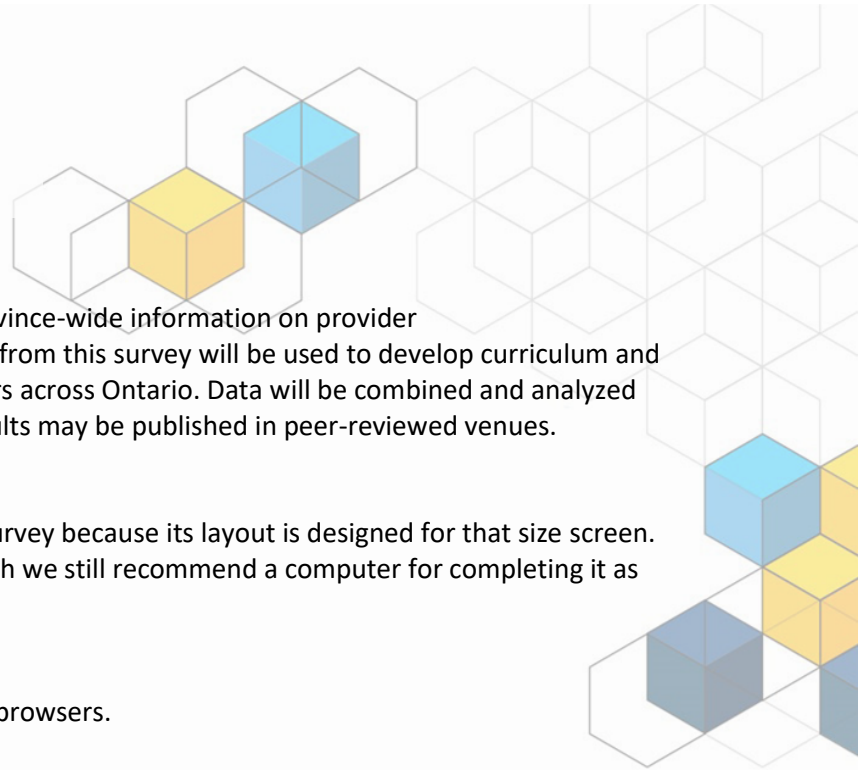 vince-wide information on provider
from this survey will be used to develop curriculum and
rs across Ontario. Data will be combined and analyzed
ults may be published in peer-reviewed venues.
urvey because its layout is designed for that size screen.
h we still recommend a computer for completing it as
browsers.